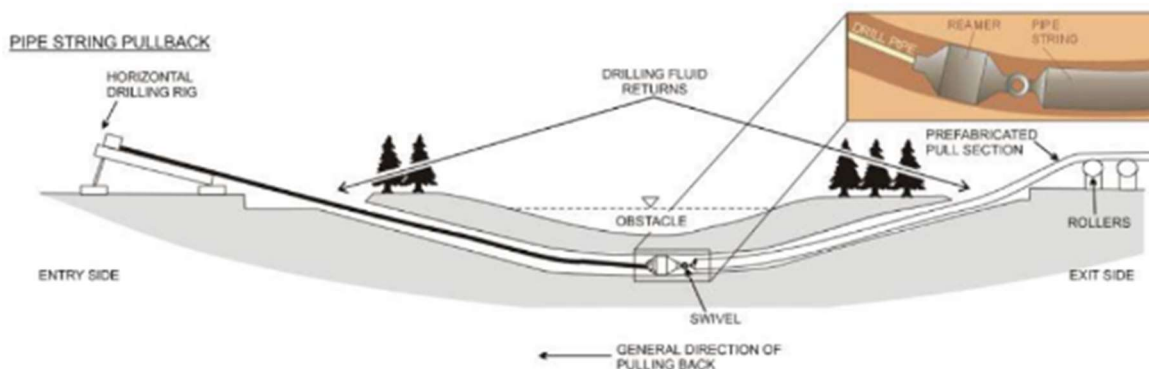 PIPE STRING PULLBACK
HORIZONTAL
DRILLING RIG
DRILLING FLUID
RETURNS
DRILL PIPE
REAMER
PIPE
STRING
PREFABRICATED
PULL SECTION
OBSTACLE
ROLLERS
ENTRY SIDE
EXIT SIDE
SWIVEL
GENERAL DIRECTION OF
PULLING BACK